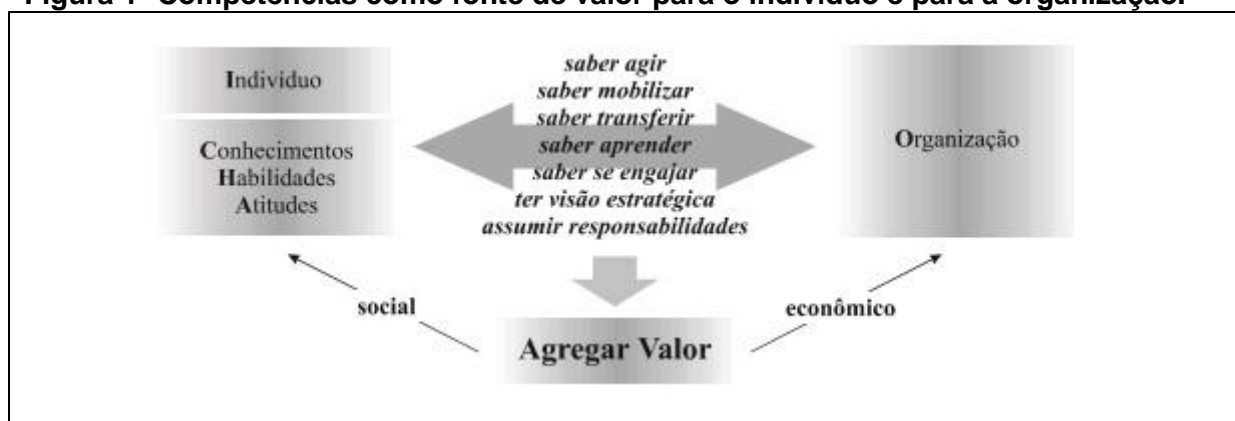 Figura 1- Competências como fonte de valor para o indivíduo e para a organização.
Indivíduo
Conhecimentos
Habilidades
Atitudes
saber agir
saber mobilizar
saber transferir
saber aprender
saber se engajar
ter visão estratégica
assumir responsabilidades
Organização
social
econômico
Agregar Valor